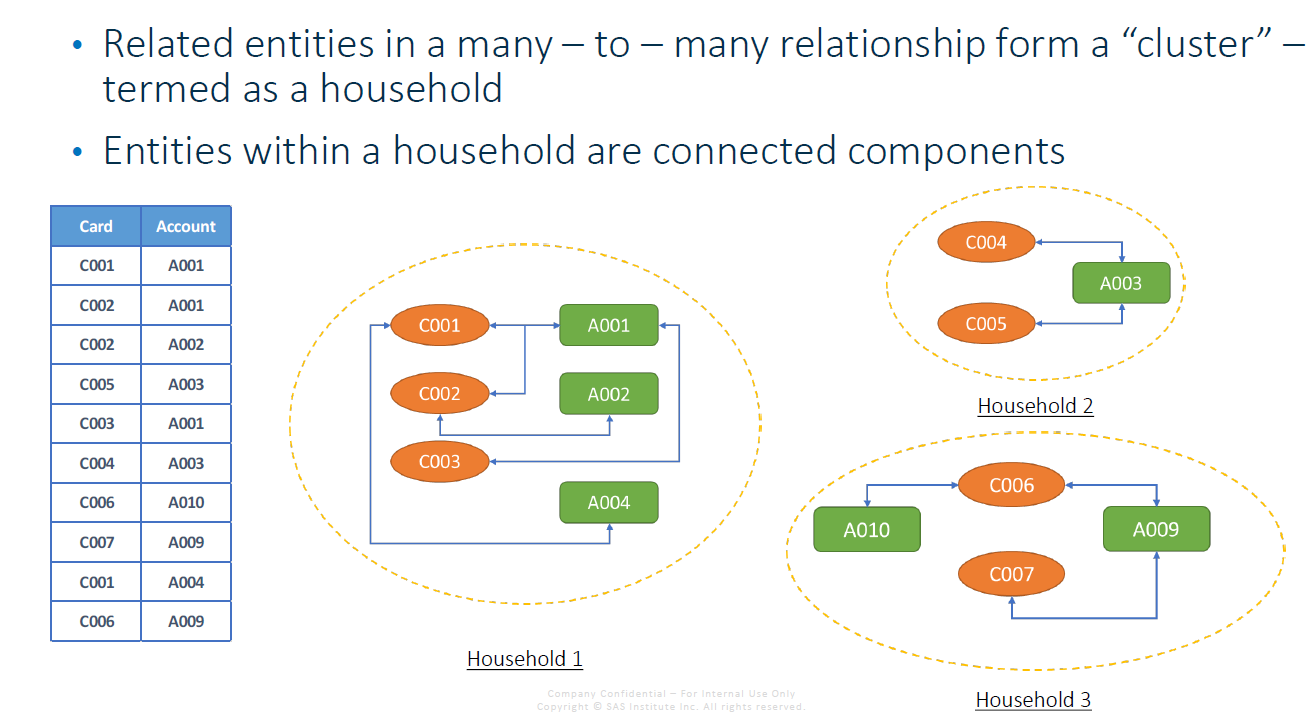 • Related entities in a many – to – many relationship form a “cluster” –
termed as a household
• Entities within a household are connected components
Card Account
C001 A001
C002 A001
C002 A002
C005 A003
C003 A001
C004 A003
C006 A010
C007 A009
C001 A004
C006 A009
C001 A001
C002 A002
C003
A004
Household 1
C004
A003
C005
Household 2
C006
A010 A009
C007
Household 3
Company Confidential – For Internal Use Only
Copyright © SAS Institute Inc. All rights reserved.